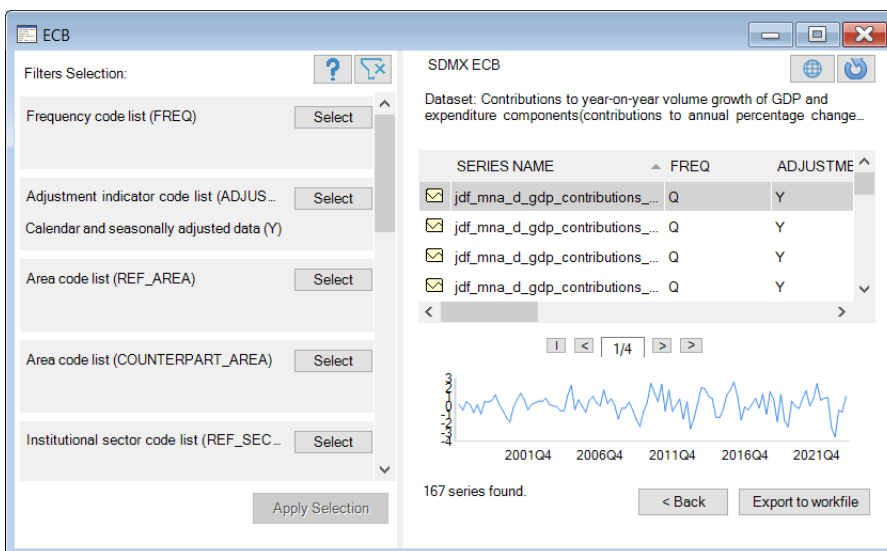 ECB
Filters Selection:
?
Frequency code list (FREQ)
Select
Adjustment indicator code list (ADJUS...
Select
Calendar and seasonally adjusted data (Y)
Area code list (REF_AREA)
Select
Area code list (COUNTERPART_AREA)
Select
Institutional sector code list (REF_SEC...
Select
Apply Selection
SDMX ECB
Dataset: Contributions to year-on-year volume growth of GDP and
expenditure components(contributions to annual percentage change...
SERIES NAME FREQ ADJUSTME
jdf_mna_d_gdp_contributions_... Q Y
jdf_mna_d_gdp_contributions_... Q Y
jdf_mna_d_gdp_contributions_... Q Y
jdf_mna_d_gdp_contributions_... Q Y
I < 1/4 > >
3
2
1
0
-1
-2
-3
-4
2001Q4 2006Q4 2011Q4 2016Q4 2021Q4
167 series found.
< Back
Export to workfile